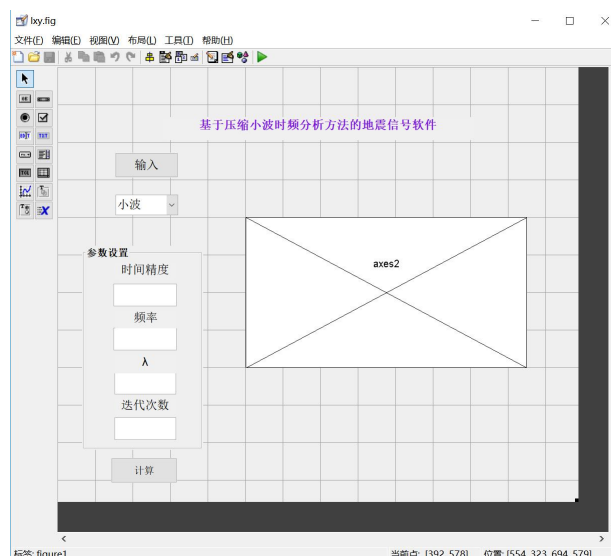 lxy.fig
文件(F) 编辑(E) 视图(V) 布局(L) 工具(T) 帮助(H)
基于压缩小波时频分析方法的地震信号软件
输入
小波
参数设置
时间精度
axes2
频率
λ
迭代次数
计算
标签: figure1 当前点: [392, 578] 位置: [554, 323, 694, 579]